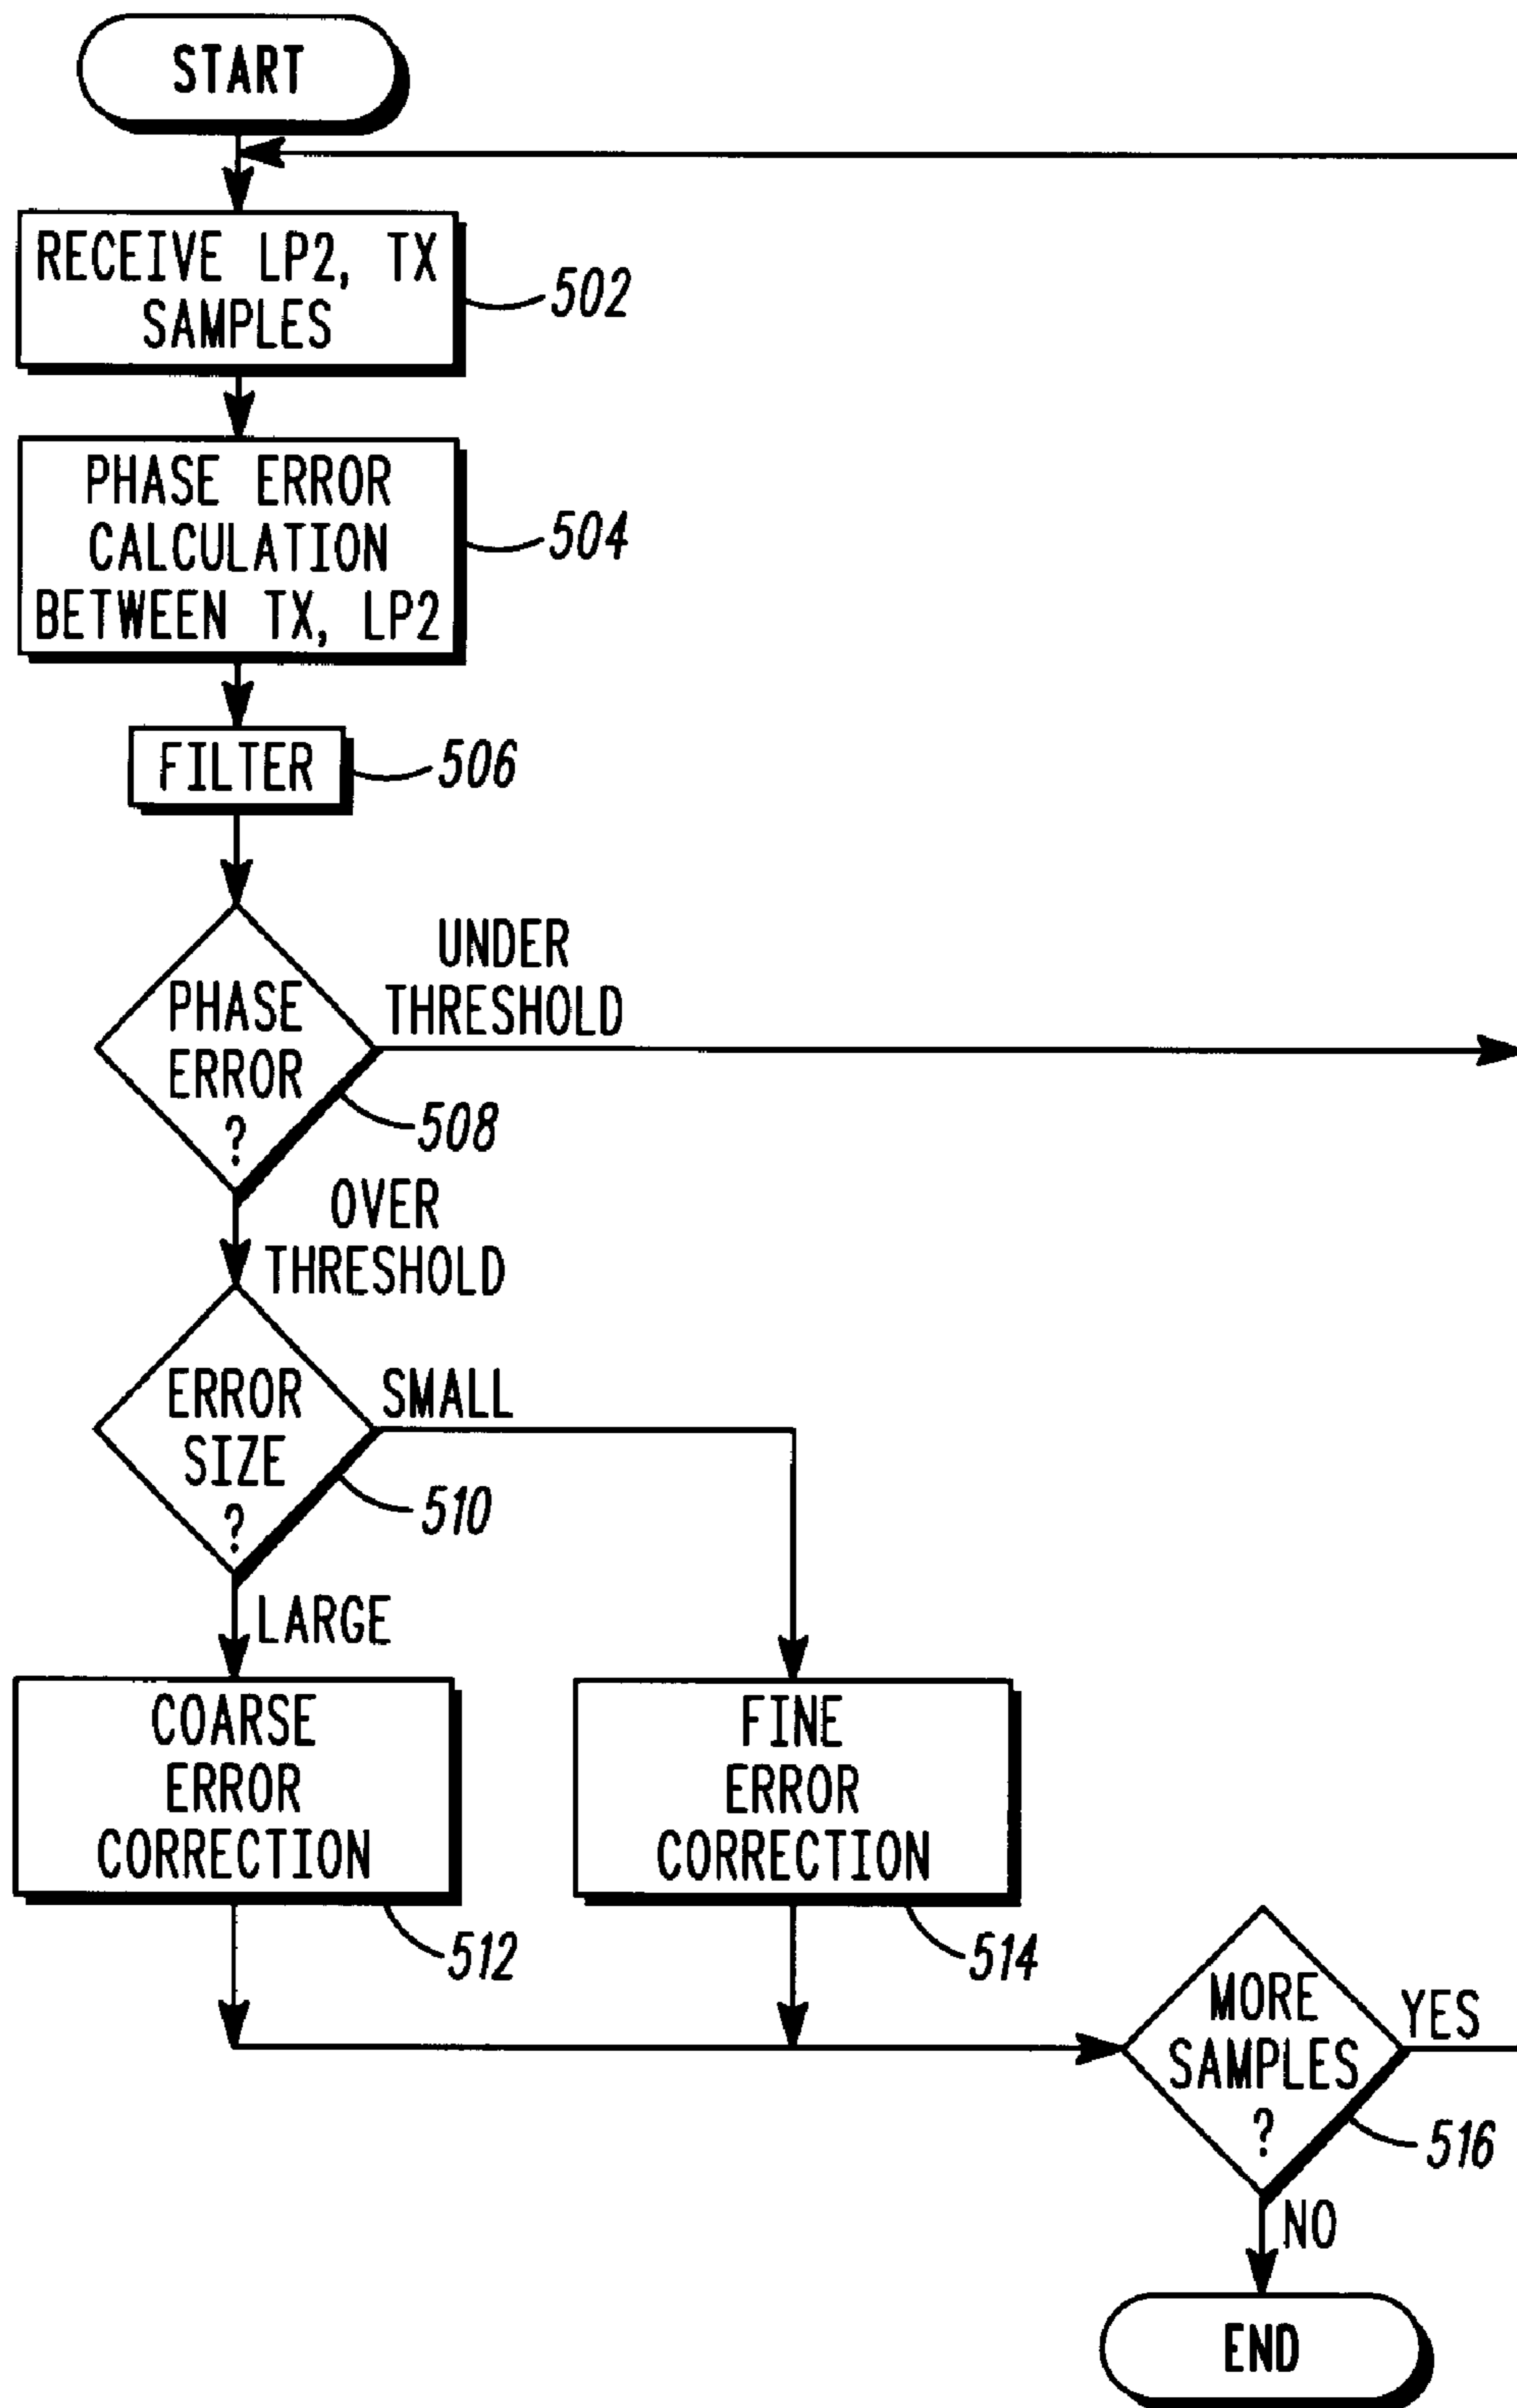 START
RECEIVE LP2, TX
SAMPLES
502
PHASE ERROR
CALCULATION
BETWEEN TX, LP2
504
FILTER
506
UNDER
THRESHOLD
PHASE
ERROR
?
508
OVER
THRESHOLD
ERROR
SIZE
?
SMALL
510
LARGE
COARSE
ERROR
CORRECTION
512
FINE
ERROR
CORRECTION
514
MORE
SAMPLES
?
YES
516
NO
END